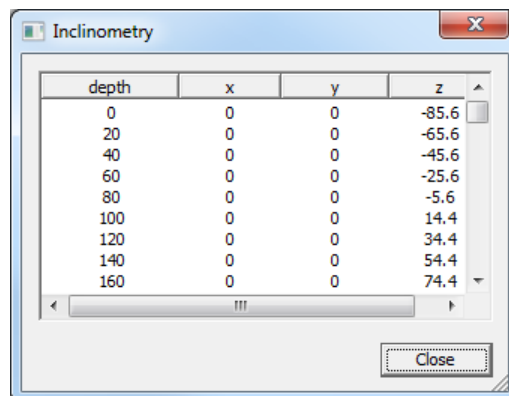 Inclinometry
depth x y z
0 0 0 -85.6
20 0 0 -65.6
40 0 0 -45.6
60 0 0 -25.6
80 0 0 -5.6
100 0 0 14.4
120 0 0 34.4
140 0 0 54.4
160 0 0 74.4
Close